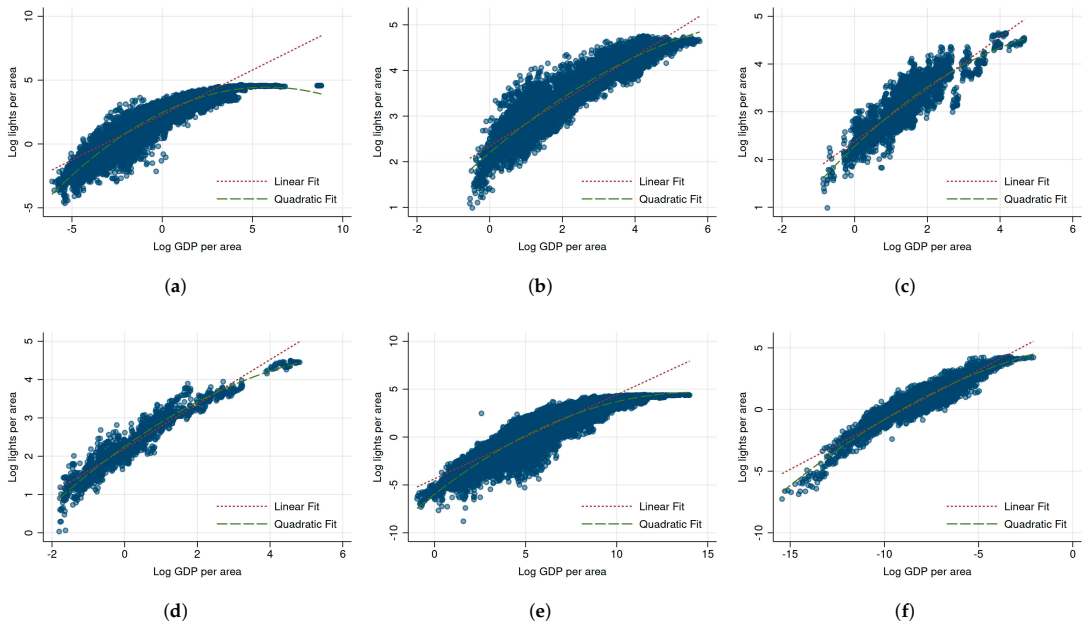 10
5
0
-5
Log lights per area
Linear Fit
Quadratic Fit
-5
0
5
10
Log GDP per area
(a)
5
4
3
2
1
Log lights per area
Linear Fit
Quadratic Fit
0
2
4
6
Log GDP per area
(b)
5
4
3
2
1
Log lights per area
Linear Fit
Quadratic Fit
-2
0
2
4
6
Log GDP per area
(c)
5
4
3
2
1
0
Log lights per area
Linear Fit
Quadratic Fit
-2
0
2
4
6
Log GDP per area
(d)
10
5
0
-5
-10
Log lights per area
Linear Fit
Quadratic Fit
0
5
10
15
Log GDP per area
(e)
5
0
-5
-10
Log lights per area
Linear Fit
Quadratic Fit
-15
-10
-5
0
Log GDP per area
(f)